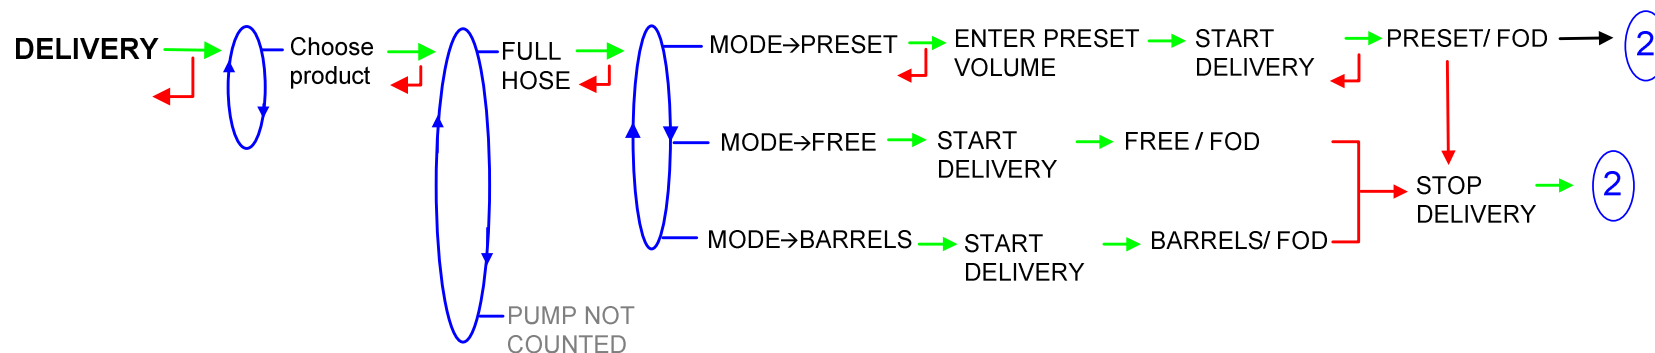 DELIVERY
Choose
product
FULL
HOSE
PUMP NOT
COUNTED
MODE→PRESET
ENTER PRESET
VOLUME
START
DELIVERY
PRESET/ FOD
2
MODE→FREE
START
DELIVERY
FREE / FOD
STOP
DELIVERY
2
MODE→BARRELS
START
DELIVERY
BARRELS/ FOD